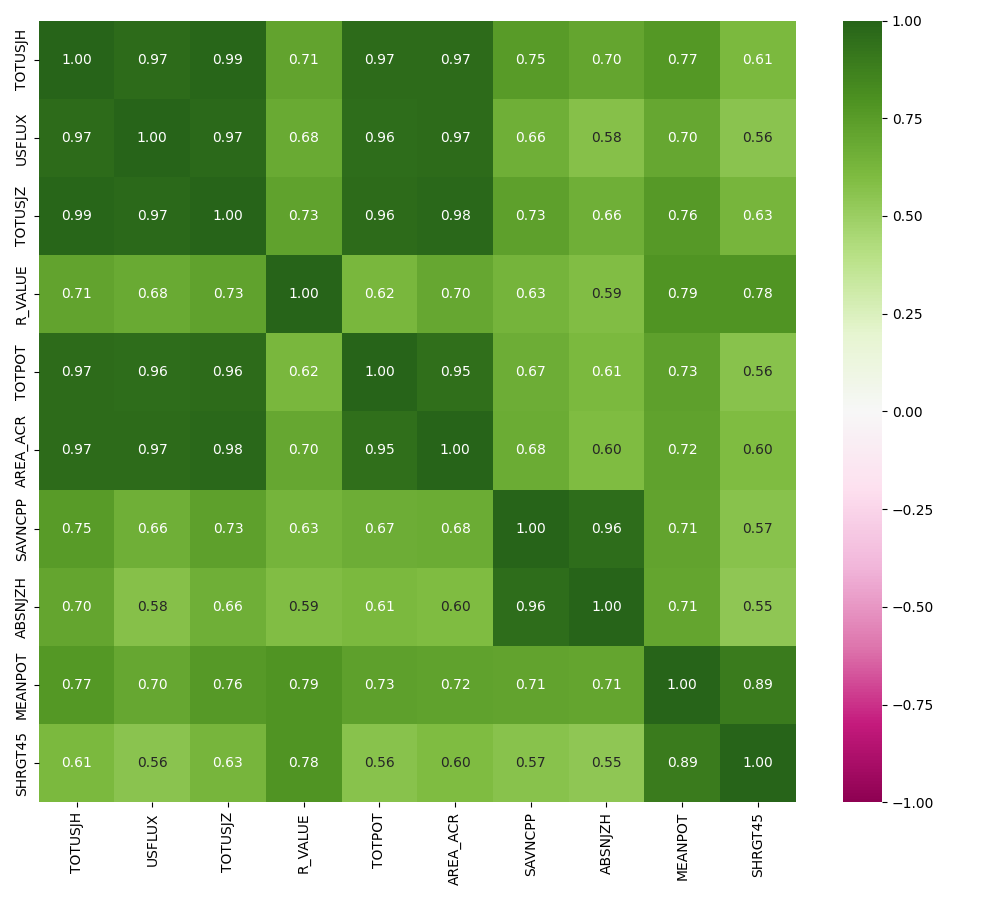 TOTUSJH 1.00 0.97 0.99 0.71 0.97 0.97 0.75 0.70 0.77 0.61
USFLUX 0.97 1.00 0.97 0.68 0.96 0.97 0.66 0.58 0.70 0.56
TOTUSJZ 0.99 0.97 1.00 0.73 0.96 0.98 0.73 0.66 0.76 0.63
R_VALUE 0.71 0.68 0.73 1.00 0.62 0.70 0.63 0.59 0.79 0.78
TOTPOT 0.97 0.96 0.96 0.62 1.00 0.95 0.67 0.61 0.73 0.56
AREA_ACR 0.97 0.97 0.98 0.70 0.95 1.00 0.68 0.60 0.72 0.60
SAVNCPP 0.75 0.66 0.73 0.63 0.67 0.68 1.00 0.96 0.71 0.57
ABSNJZH 0.70 0.58 0.66 0.59 0.61 0.60 0.96 1.00 0.71 0.55
MEANPOT 0.77 0.70 0.76 0.79 0.73 0.72 0.71 0.71 1.00 0.89
SHRGT45 0.61 0.56 0.63 0.78 0.56 0.60 0.57 0.55 0.89 1.00
TOTUSJH USFLUX TOTUSJZ R_VALUE TOTPOT AREA_ACR SAVNCPP ABSNJZH MEANPOT SHRGT45
1.00
0.75
0.50
0.25
0.00
−0.25
−0.50
−0.75
−1.00